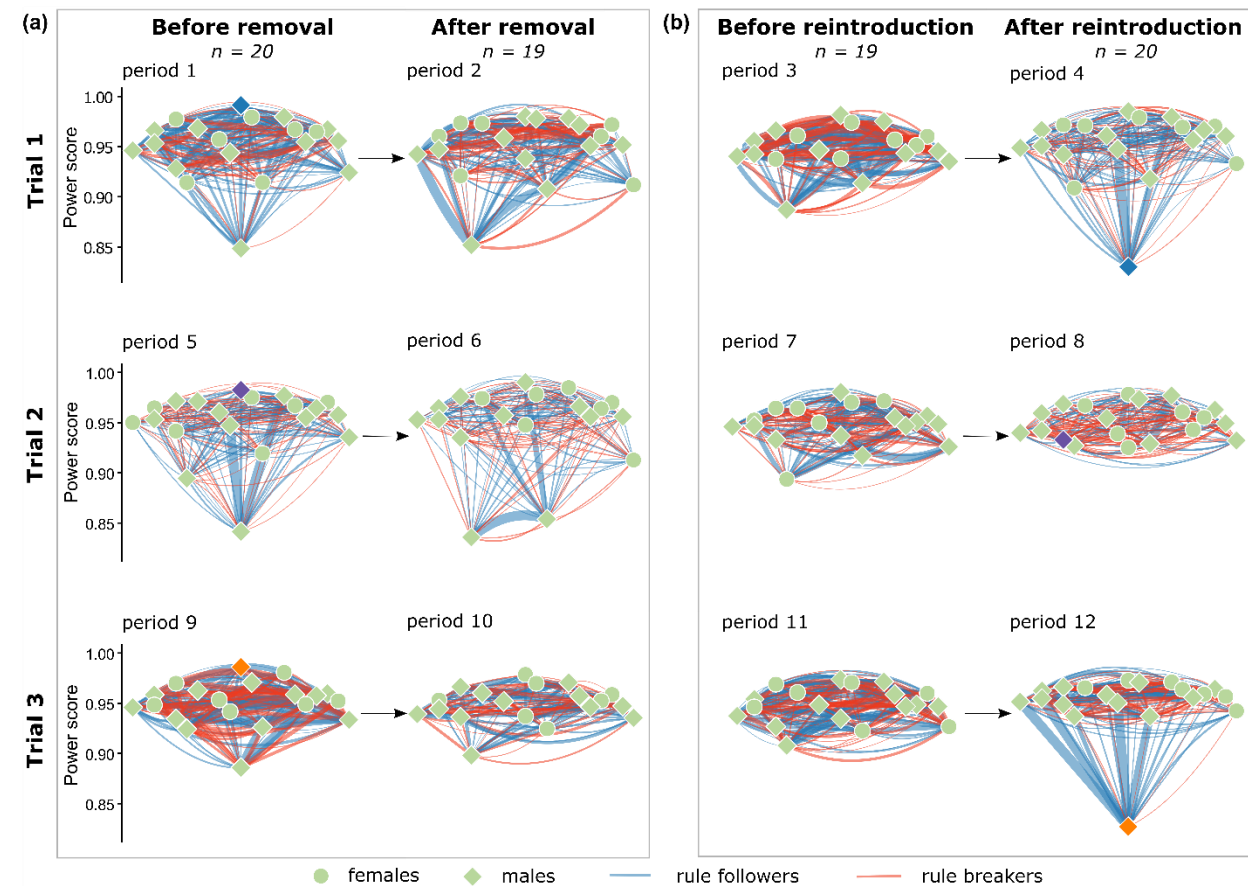 (a)
Before removal
n = 20
After removal
n = 19
(b)
Before reintroduction
n = 19
After reintroduction
n = 20
Trial 1
period 1
period 2
period 3
period 4
Power score
1.00
0.95
0.90
0.85
Trial 2
period 5
period 6
period 7
period 8
Power score
1.00
0.95
0.90
0.85
Trial 3
period 9
period 10
period 11
period 12
Power score
1.00
0.95
0.90
0.85
females
males
rule followers
rule breakers